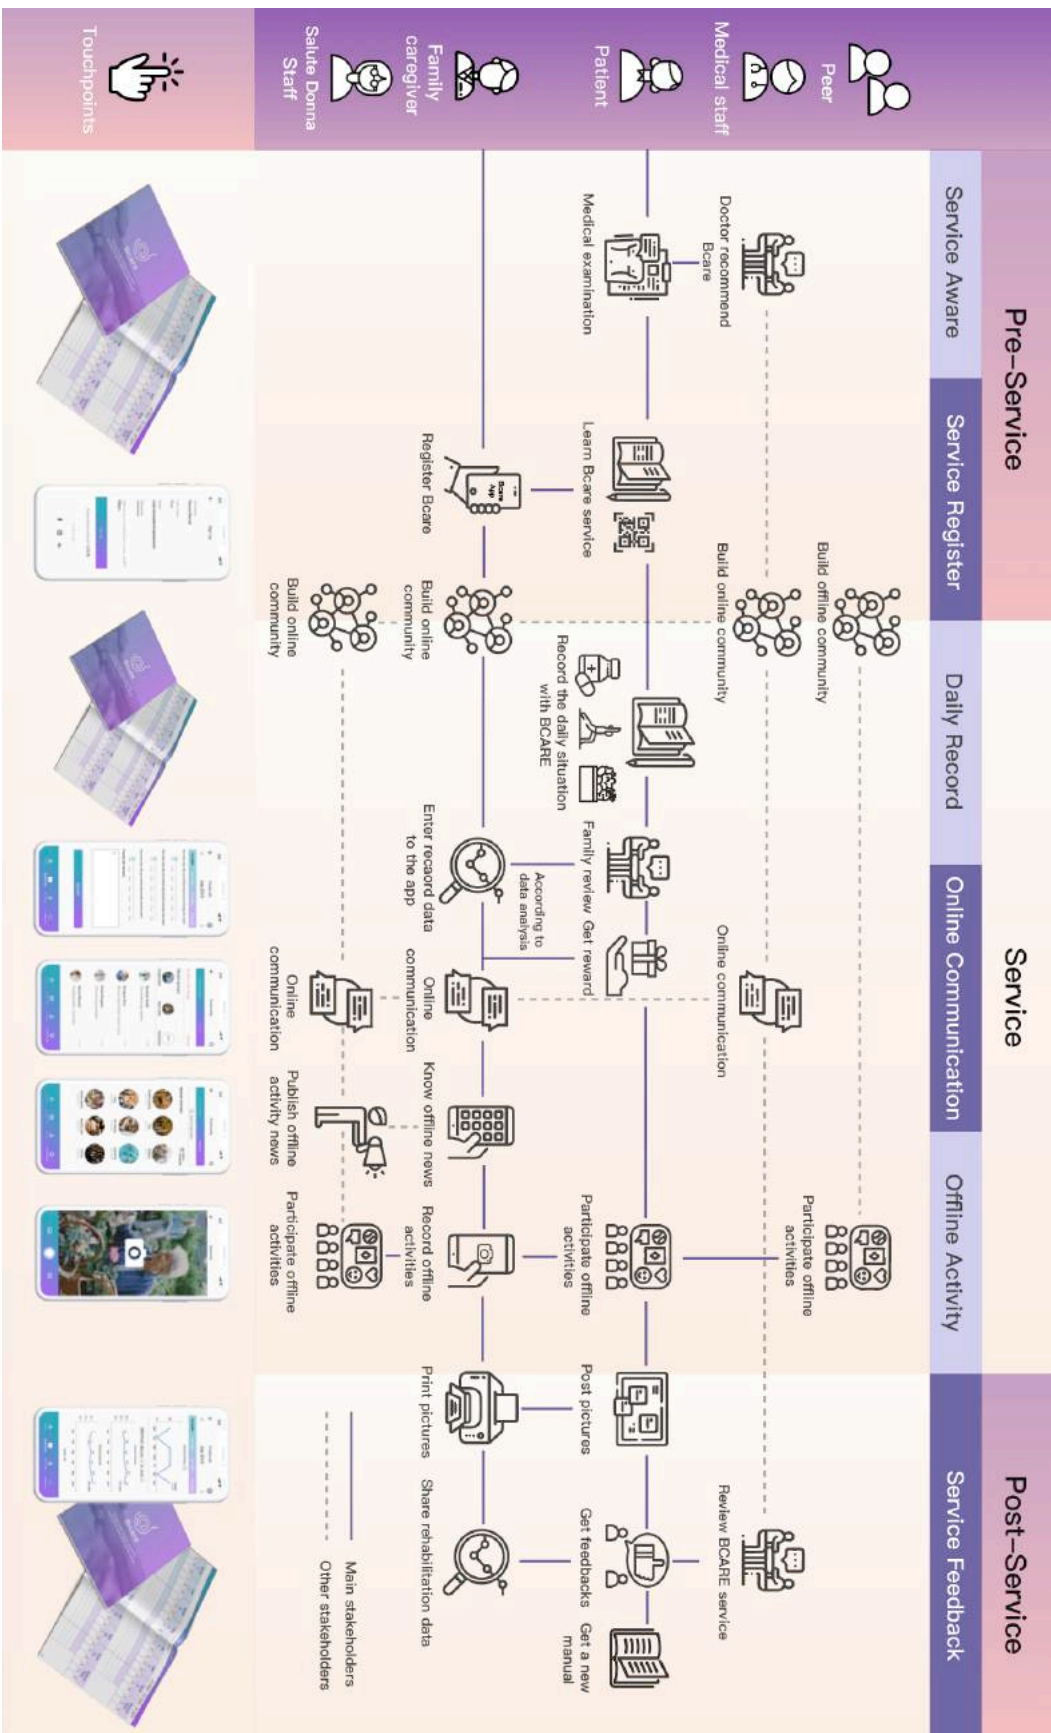 Pre-Service
Service
Post-Service
Service Aware
Service Register
Daily Record
Online Communication
Offline Activity
Service Feedback
Peer
Build offline community
Participate offline
activities
Medical staff
Doctor recommend
Bcare
Build online community
Online communication
Review BCARE service
Patient
Medical examination
Learn Bcare service
Record the daily situation
with BCARE
Family review
Get reward
Participate offline
activities
Post pictures
Get feedbacks
Get a new
manual
According to
data analysis
Family
caregiver
Bcare
App
Register Bcare
Build online
community
Enter recaord data
to the app
Online
communication
Know offline news
Record offline
activities
Print pictures
Share rehabilitation data
Salute Donna
Staff
Build online
community
Online
communication
Publish offline
activity news
Participate offline
activities
Main stakeholders
Other stakeholders
Touchpoints